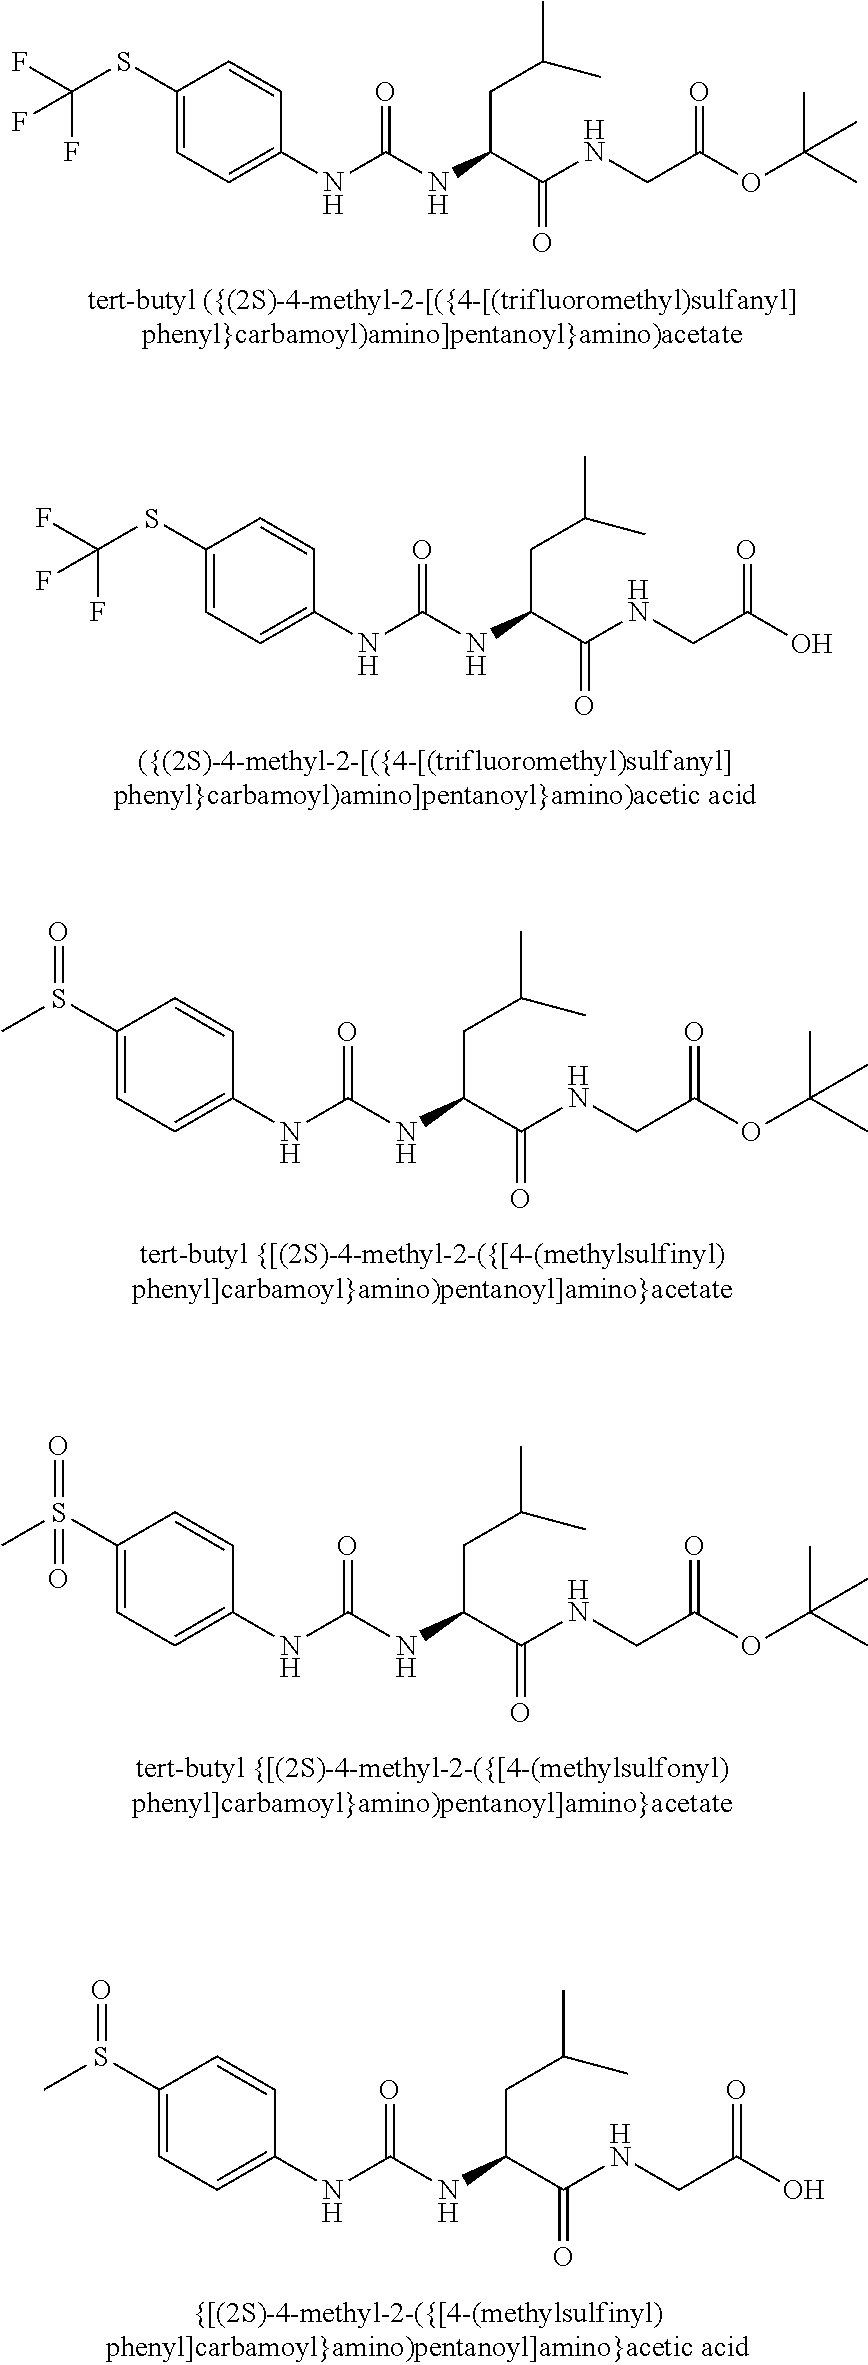 F
S
F
F
O
N
H
N
H
O
H
N
O
O
tert-butyl ({(2S)-4-methyl-2-[({4-[(trifluoromethyl)sulfanyl]
phenyl}carbamoyl)amino]pentanoyl}amino)acetate
F
S
F
F
O
N
H
N
H
O
H
N
O
OH
({(2S)-4-methyl-2-[({4-[(trifluoromethyl)sulfanyl]
phenyl}carbamoyl)amino]pentanoyl}amino)acetic acid
O
S
O
N
H
N
H
O
H
N
O
O
tert-butyl {[(2S)-4-methyl-2-({[4-(methylsulfinyl)
phenyl]carbamoyl}amino)pentanoyl]amino}acetate
O
S
O
O
N
H
N
H
O
H
N
O
O
tert-butyl {[(2S)-4-methyl-2-({[4-(methylsulfonyl)
phenyl]carbamoyl}amino)pentanoyl]amino}acetate
O
S
O
N
H
N
H
O
H
N
O
OH
{[(2S)-4-methyl-2-({[4-(methylsulfinyl)
phenyl]carbamoyl}amino)pentanoyl]amino}acetic acid